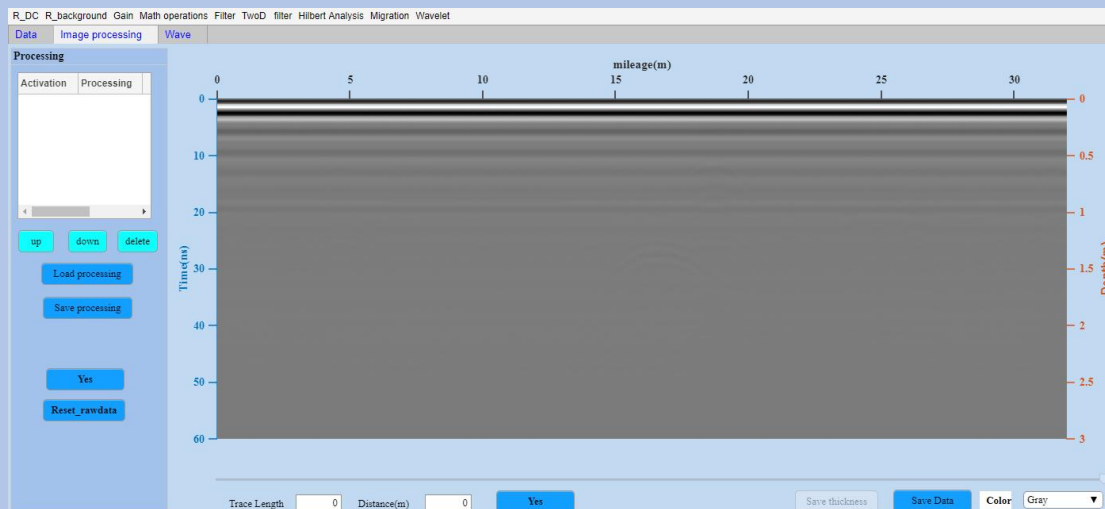 R_DC R_background Gain Math operations Filter TwoD filter Hilbert Analysis Migration Wavelet
Data Image processing Wave
Processing
Activation Processing
up down delete
Load processing
Save processing
Yes
Reset_rawdata
mileage(m)
0 5 10 15 20 25 30
0 0
10 0.5
20 1
Time(ns)
30 1.5
Depth(m)
40 2
50 2.5
60 3
Trace Length 0 Distance(m) 0 Yes Save thickness Save Data Color Gray